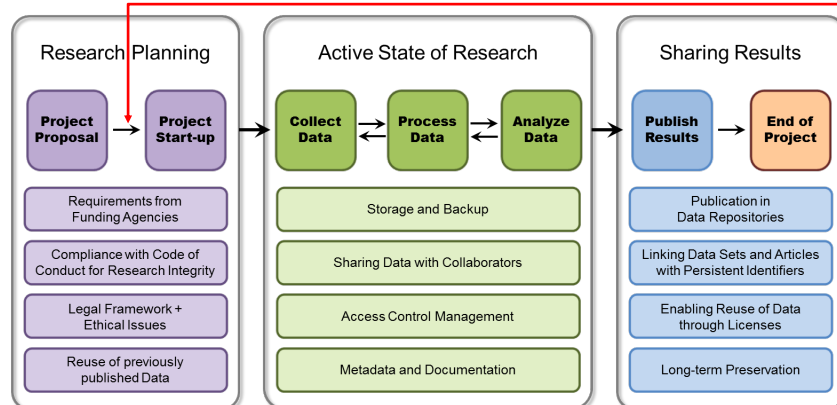 Research Planning
Project
Proposal
Project
Start-up
Requirements from
Funding Agencies
Compliance with Code of
Conduct for Research Integrity
Legal Framework +
Ethical Issues
Reuse of previously
published Data
Active State of Research
Collect
Data
Process
Data
Analyze
Data
Storage and Backup
Sharing Data with Collaborators
Access Control Management
Metadata and Documentation
Sharing Results
Publish
Results
End of
Project
Publication in
Data Repositories
Linking Data Sets and Articles
with Persistent Identifiers
Enabling Reuse of Data
through Licenses
Long-term Preservation